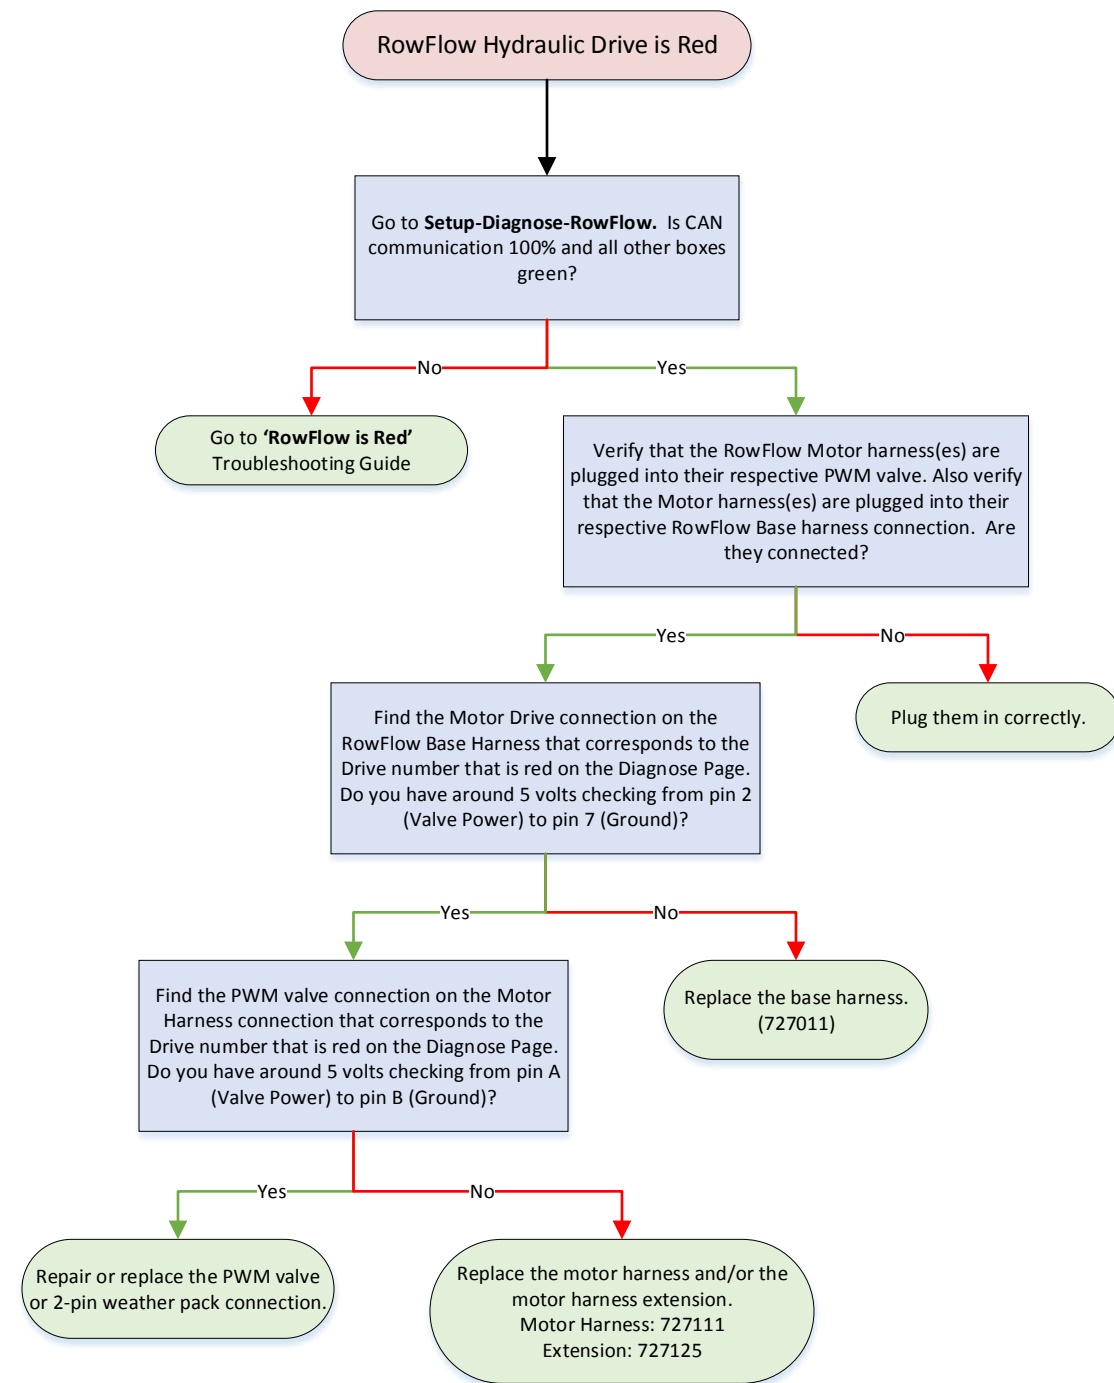 RowFlow Hydraulic Drive is Red
Go to Setup-Diagnose-RowFlow. Is CAN
communication 100% and all other boxes
green?
No
Yes
Go to ‘RowFlow is Red’
Troubleshooting Guide
Verify that the RowFlow Motor harness(es) are
plugged into their respective PWM valve. Also verify
that the Motor harness(es) are plugged into their
respective RowFlow Base harness connection. Are
they connected?
Yes
No
Find the Motor Drive connection on the
RowFlow Base Harness that corresponds to the
Drive number that is red on the Diagnose Page.
Do you have around 5 volts checking from pin 2
(Valve Power) to pin 7 (Ground)?
Plug them in correctly.
Yes
No
Find the PWM valve connection on the Motor
Harness connection that corresponds to the
Drive number that is red on the Diagnose Page.
Do you have around 5 volts checking from pin A
(Valve Power) to pin B (Ground)?
Replace the base harness.
(727011)
Yes
No
Repair or replace the PWM valve
or 2-pin weather pack connection.
Replace the motor harness and/or the
motor harness extension.
Motor Harness: 727111
Extension: 727125